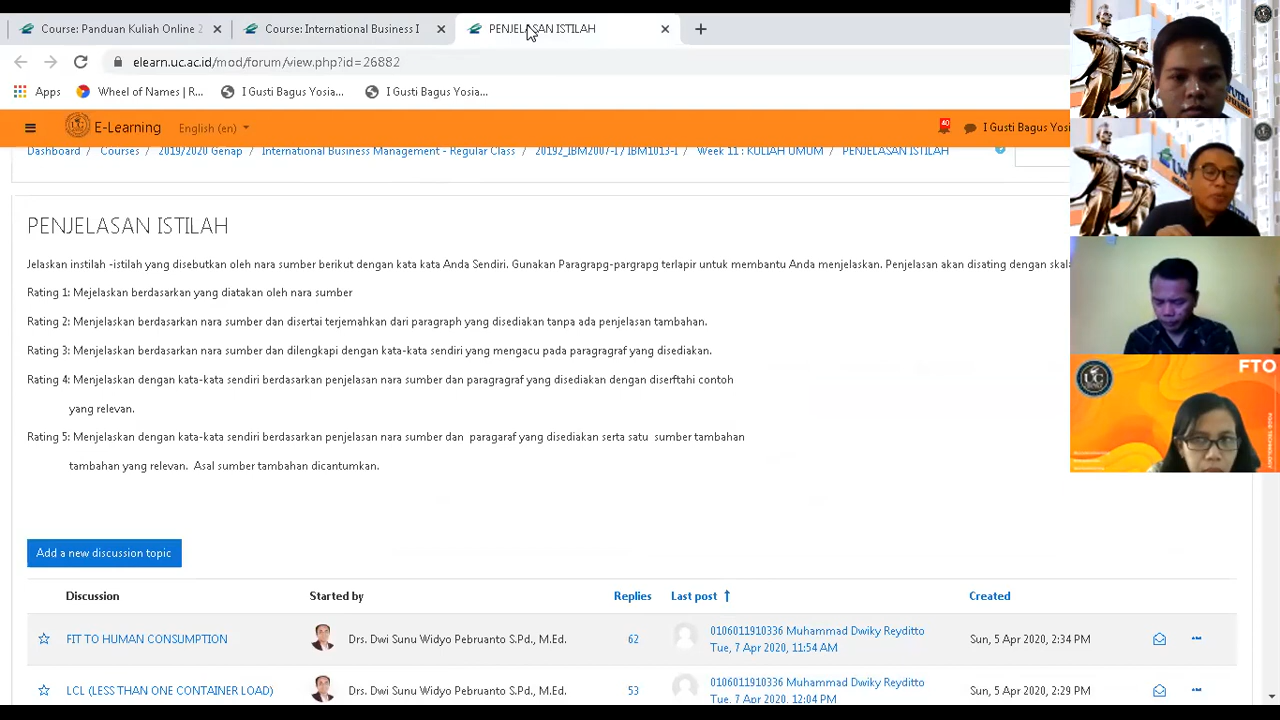 Course: Panduan Kuliah Online 2
Course: International Business I
PENJELASAN ISTILAH
elearn.uc.ac.id/mod/forum/view.php?id=26882
Apps
Wheel of Names | R...
I Gusti Bagus Yosia...
I Gusti Bagus Yosia...
E-Learning
English (en)
40
I Gusti Bagus Yosia
Dashboard / Courses / 2019/2020 Genap / International Business Management - Regular Class / 20192_IBM2007-I / IBM1013-I / Week 11 : KULIAH UMUM / PENJELASAN ISTILAH
PENJELASAN ISTILAH
Jelaskan instilah -istilah yang disebutkan oleh nara sumber berikut dengan kata kata Anda Sendiri. Gunakan Paragrapg-pargrapg terlapir untuk membantu Anda menjelaskan. Penjelasan akan disating dengan skal
Rating 1: Mejelaskan berdasarkan yang diatakan oleh nara sumber
Rating 2: Menjelaskan berdasarkan nara sumber dan disertai terjemahkan dari paragraph yang disediakan tanpa ada penjelasan tambahan.
Rating 3: Menjelaskan berdasarkan nara sumber dan dilengkapi dengan kata-kata sendiri yang mengacu pada paragragraf yang disediakan.
Rating 4: Menjelaskan dengan kata-kata sendiri berdasarkan penjelasan nara sumber dan paragragraf yang disediakan dengan diserftahi contoh
yang relevan.
Rating 5: Menjelaskan dengan kata-kata sendiri berdasarkan penjelasan nara sumber dan paragaraf yang disediakan serta satu sumber tambahan
tambahan yang relevan. Asal sumber tambahan dicantumkan.
Add a new discussion topic
Discussion Started by Replies Last post Created
FIT TO HUMAN CONSUMPTION Drs. Dwi Sunu Widyo Pebruanto S.Pd., M.Ed. 62 0106011910336 Muhammad Dwiky Reyditto Sun, 5 Apr 2020, 2:34 PM
Tue, 7 Apr 2020, 11:54 AM
LCL (LESS THAN ONE CONTAINER LOAD) Drs. Dwi Sunu Widyo Pebruanto S.Pd., M.Ed. 53 0106011910336 Muhammad Dwiky Reyditto Sun, 5 Apr 2020, 2:29 PM
Tue, 7 Apr 2020, 12:04 PM
UC
FTO